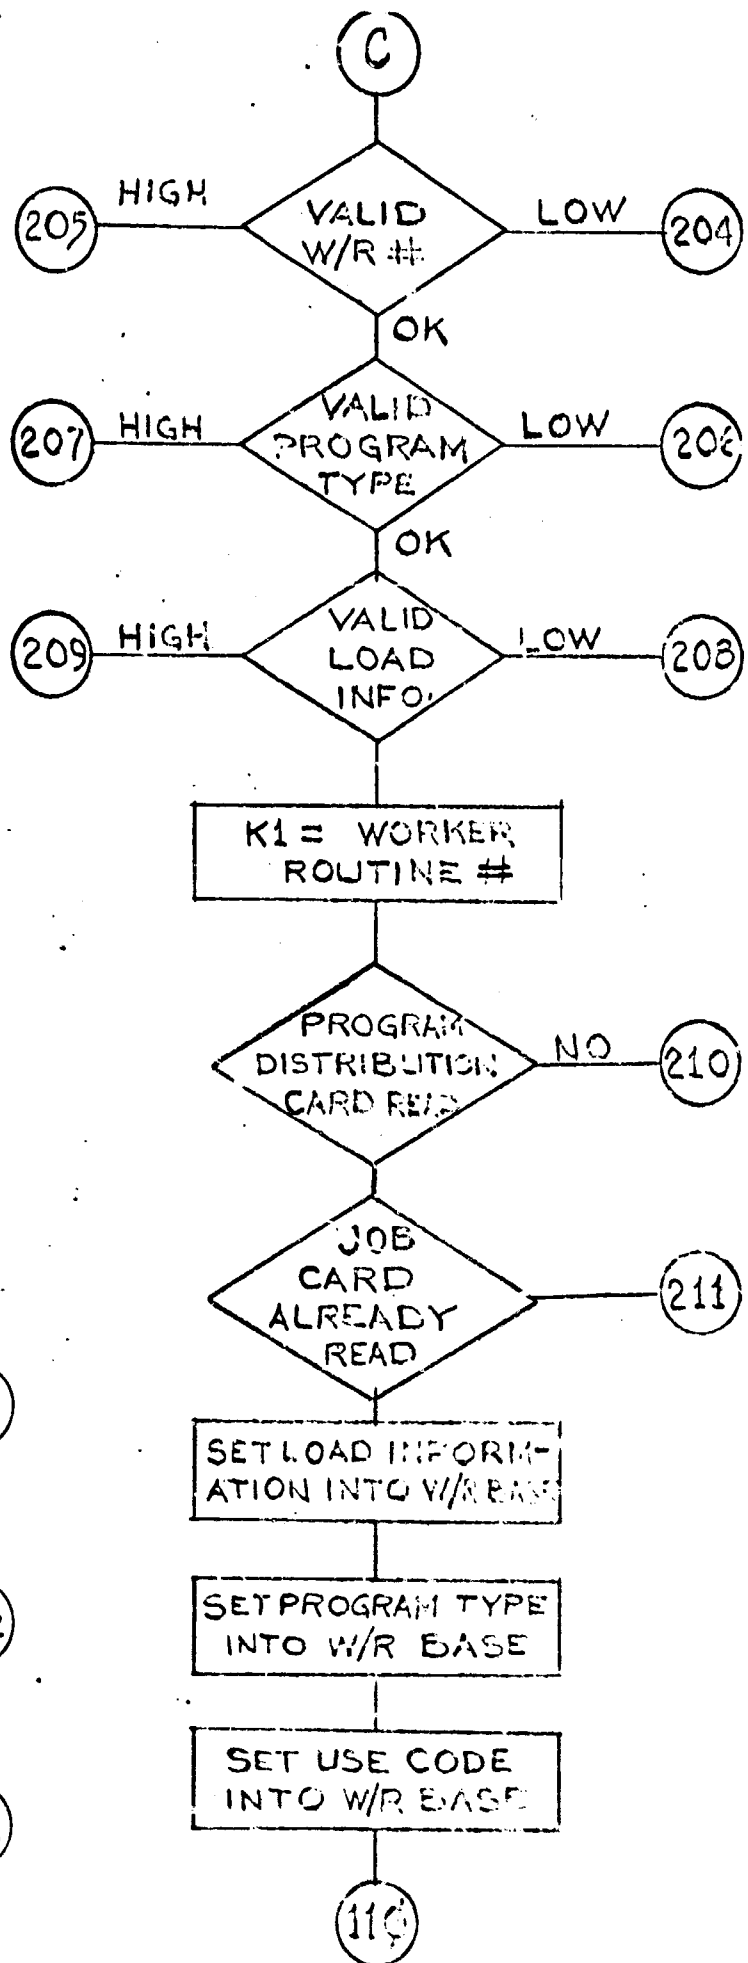 C
HIGH
VALID
W/R #
LOW
205
204
OK
HIGH
VALID
PROGRAM
TYPE
LOW
207
OK
HIGH
VALID
LOAD
INFO.
LOW
209
208
K1 = WORKER
ROUTINE #
PROGRAM
DISTRIBUTION
CARD READ
NO
210
JOB
CARD
ALREADY
READ
211
SET LOAD INFORM-
ATION INTO W/R BASE
SET PROGRAM TYPE
INTO W/R BASE
SET USE CODE
INTO W/R BASE